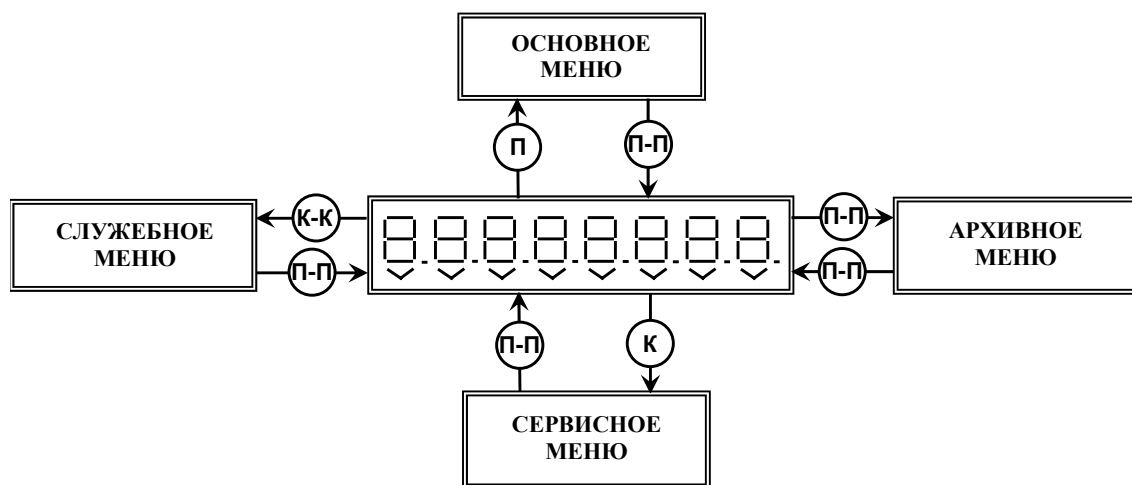 ОСНОВНОЕ
МЕНЮ
П
П-П
К-К
П-П
СЛУЖЕБНОЕ
МЕНЮ
П-П
П-П
АРХИВНОЕ
МЕНЮ
П-П
К
СЕРВИСНОЕ
МЕНЮ